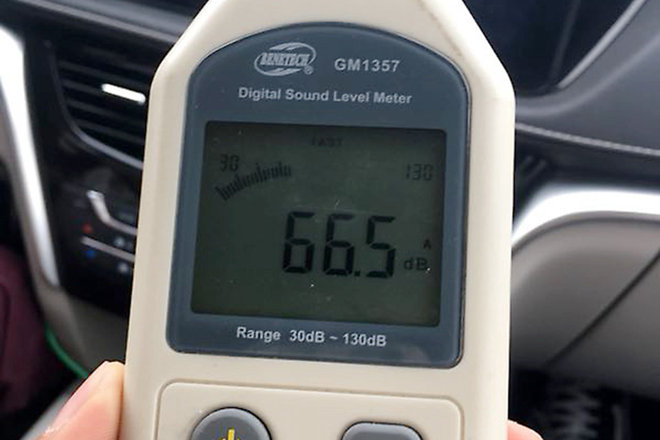 BENETECH® GM1357
Digital Sound Level Meter
FAST
30 130
66.5 A dB
Range 30dB ~ 130dB